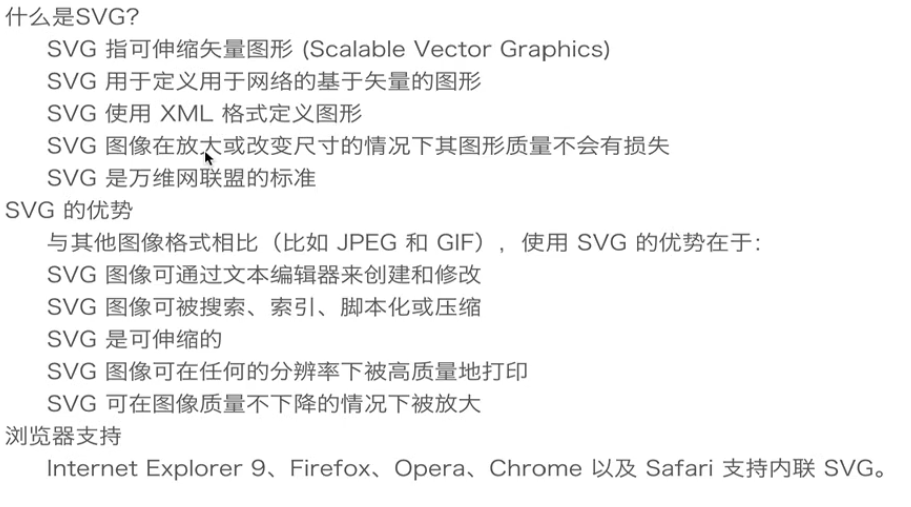 什么是SVG?
SVG 指可伸缩矢量图形 (Scalable Vector Graphics)
SVG 用于定义用于网络的基于矢量的图形
SVG 使用 XML 格式定义图形
SVG 图像在放大或改变尺寸的情况下其图形质量不会有损失
SVG 是万维网联盟的标准
SVG 的优势
与其他图像格式相比（比如 JPEG 和 GIF），使用 SVG 的优势在于：
SVG 图像可通过文本编辑器来创建和修改
SVG 图像可被搜索、索引、脚本化或压缩
SVG 是可伸缩的
SVG 图像可在任何的分辨率下被高质量地打印
SVG 可在图像质量不下降的情况下被放大
浏览器支持
Internet Explorer 9、Firefox、Opera、Chrome 以及 Safari 支持内联 SVG。